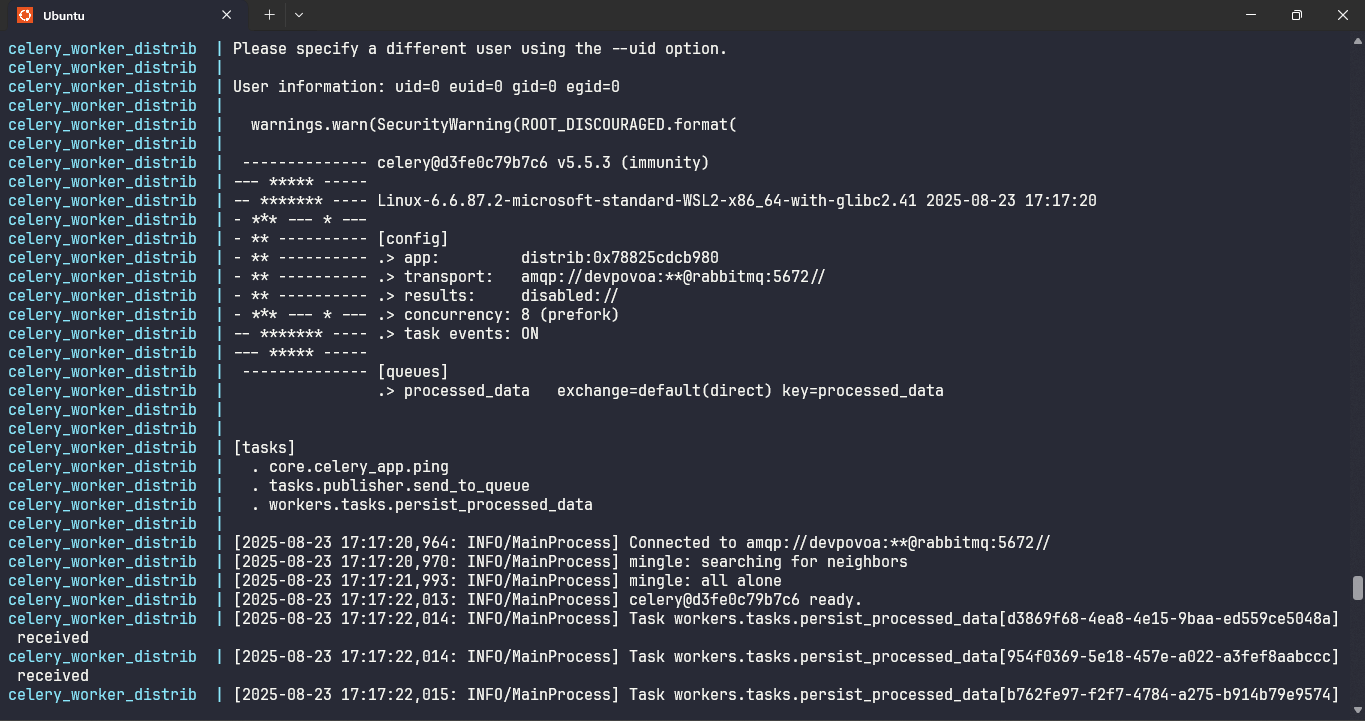 Ubuntu
celery_worker_distrib  | Please specify a different user using the --uid option.
celery_worker_distrib  |
celery_worker_distrib  | User information: uid=0 euid=0 gid=0 egid=0
celery_worker_distrib  |
celery_worker_distrib  |   warnings.warn(SecurityWarning(ROOT_DISCOURAGED.format(
celery_worker_distrib  |
celery_worker_distrib  |  -------------- celery@d3fe0c79b7c6 v5.5.3 (immunity)
celery_worker_distrib  | --- ***** -----
celery_worker_distrib  | -- ******* ---- Linux-6.6.87.2-microsoft-standard-WSL2-x86_64-with-glibc2.41 2025-08-23 17:17:20
celery_worker_distrib  | - *** --- * ---
celery_worker_distrib  | - ** ---------- [config]
celery_worker_distrib  | - ** ---------- .> app:         distrib:0x78825cdcb980
celery_worker_distrib  | - ** ---------- .> transport:   amqp://devpovoa:**@rabbitmq:5672//
celery_worker_distrib  | - ** ---------- .> results:     disabled://
celery_worker_distrib  | - *** --- * --- .> concurrency: 8 (prefork)
celery_worker_distrib  | -- ******* ---- .> task events: ON
celery_worker_distrib  | --- ***** -----
celery_worker_distrib  |  -------------- [queues]
celery_worker_distrib  |                 .> processed_data   exchange=default(direct) key=processed_data
celery_worker_distrib  |
celery_worker_distrib  |
celery_worker_distrib  | [tasks]
celery_worker_distrib  |   . core.celery_app.ping
celery_worker_distrib  |   . tasks.publisher.send_to_queue
celery_worker_distrib  |   . workers.tasks.persist_processed_data
celery_worker_distrib  |
celery_worker_distrib  | [2025-08-23 17:17:20,964: INFO/MainProcess] Connected to amqp://devpovoa:**@rabbitmq:5672//
celery_worker_distrib  | [2025-08-23 17:17:20,970: INFO/MainProcess] mingle: searching for neighbors
celery_worker_distrib  | [2025-08-23 17:17:21,993: INFO/MainProcess] mingle: all alone
celery_worker_distrib  | [2025-08-23 17:17:22,013: INFO/MainProcess] celery@d3fe0c79b7c6 ready.
celery_worker_distrib  | [2025-08-23 17:17:22,014: INFO/MainProcess] Task workers.tasks.persist_processed_data[d3869f68-4ea8-4e15-9baa-ed559ce5048a]
 received
celery_worker_distrib  | [2025-08-23 17:17:22,014: INFO/MainProcess] Task workers.tasks.persist_processed_data[954f0369-5e18-457e-a022-a3fef8aabccc]
 received
celery_worker_distrib  | [2025-08-23 17:17:22,015: INFO/MainProcess] Task workers.tasks.persist_processed_data[b762fe97-f2f7-4784-a275-b914b79e9574]